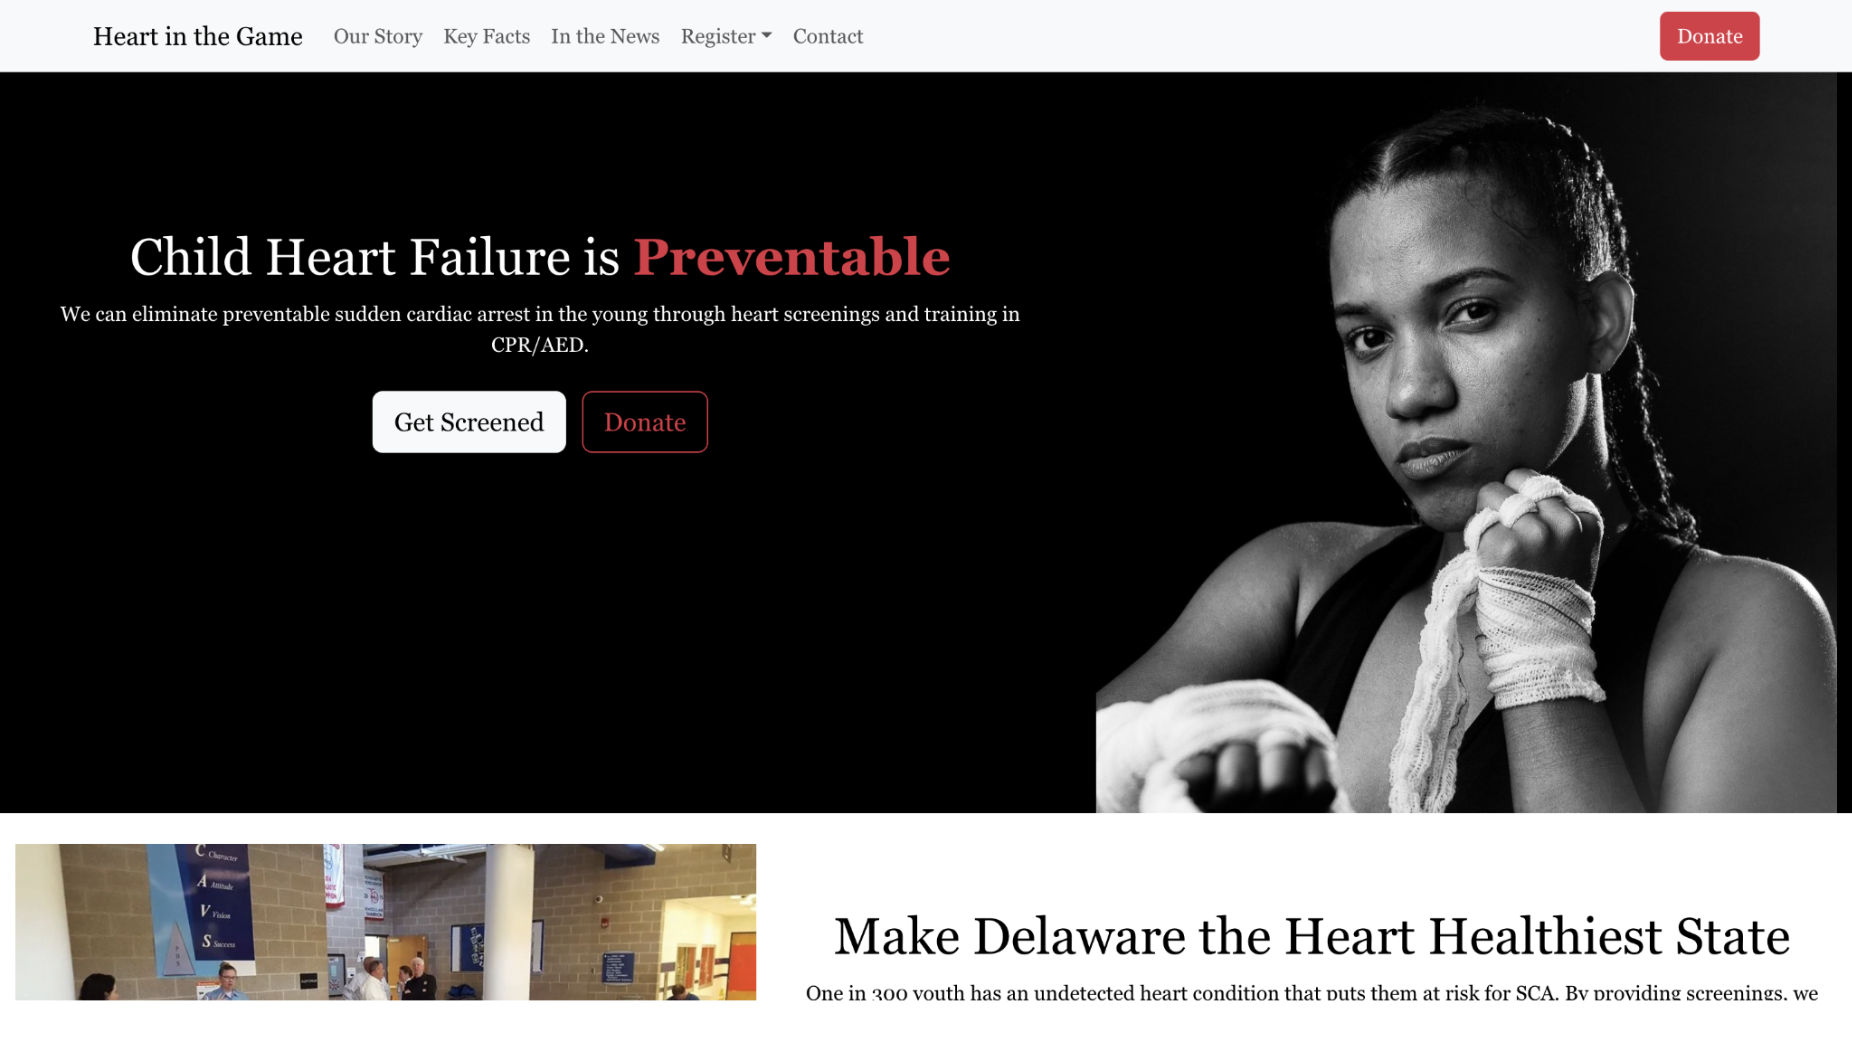 Heart in the Game
Our Story
Key Facts
In the News
Register
Contact
Donate
Child Heart Failure is Preventable
We can eliminate preventable sudden cardiac arrest in the young through heart screenings and training in
CPR/AED.
Get Screened
Donate
C Character
A Attitude
V Vision
S Success
Make Delaware the Heart Healthiest State
One in 300 youth has an undetected heart condition that puts them at risk for SCA. By providing screenings, we